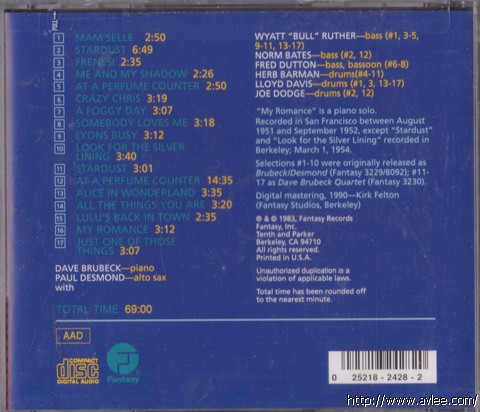 1 MAM'SELLE 2:50
2 STARDUST 6:49
3 FRENESI 2:35
4 ME AND MY SHADOW 2:26
5 AT A PERFUME COUNTER 2:50
6 CRAZY CHRIS 3:19
7 A FOGGY DAY 3:07
8 SOMEBODY LOVES ME 3:18
9 LYONS BUSY 3:12
10 LOOK FOR THE SILVER
LINING 3:40
11 STARDUST 3:01
12 AT A PERFUME COUNTER 14:35
13 ALICE IN WONDERLAND 3:35
14 ALL THE THINGS YOU ARE 3:20
15 LULU'S BACK IN TOWN 2:35
16 MY ROMANCE 3:12
17 JUST ONE OF THOSE
THINGS 3:07
DAVE BRUBECK—piano
PAUL DESMOND—alto sax
with
TOTAL TIME 69:00
AAD
COMPACT
disc
DIGITAL AUDIO
Fantasy
WYATT "BULL" RUTHER—bass (#1, 3-5,
9-11, 13-17)
NORM BATES—bass (#2, 12)
FRED DUTTON—bass, bassoon (#6-8)
HERB BARMAN—drums(#4-11)
LLOYD DAVIS—drums (#1, 3, 13-17)
JOE DODGE—drums (#2, 12)
"My Romance" is a piano solo.
Recorded in San Francisco between August
1951 and September 1952, except "Stardust"
and "Look for the Silver Lining" recorded in
Berkeley; March 1, 1954.
Selections #1-10 were originally released as
Brubeck/Desmond (Fantasy 3229/8092); #11-
17 as Dave Brubeck Quartet (Fantasy 3230).
Digital mastering, 1990—Kirk Felton
(Fantasy Studios, Berkeley)
℗ & © 1983, Fantasy Records
Fantasy, Inc.
Tenth and Parker
Berkeley, CA 94710
All rights reserved.
Printed in U.S.A.
Unauthorized duplication is a
violation of applicable laws.
Total time has been rounded off
to the nearest minute.
0 25218-2428-2
http://www.avlee.com/